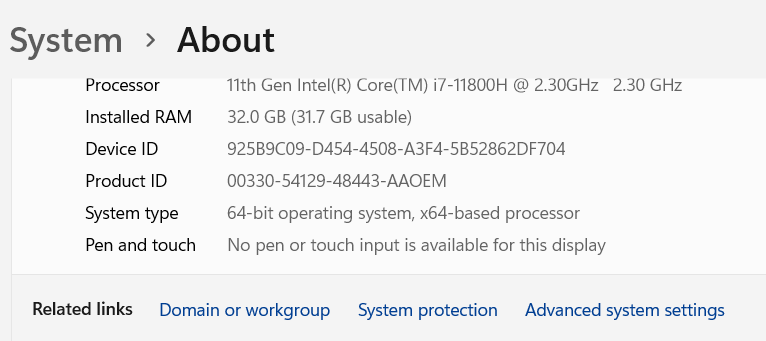 System > About
Processor 11th Gen Intel(R) Core(TM) i7-11800H @ 2.30GHz 2.30 GHz
Installed RAM 32.0 GB (31.7 GB usable)
Device ID 925B9C09-D454-4508-A3F4-5B52862DF704
Product ID 00330-54129-48443-AAOEM
System type 64-bit operating system, x64-based processor
Pen and touch No pen or touch input is available for this display
Related links Domain or workgroup System protection Advanced system settings